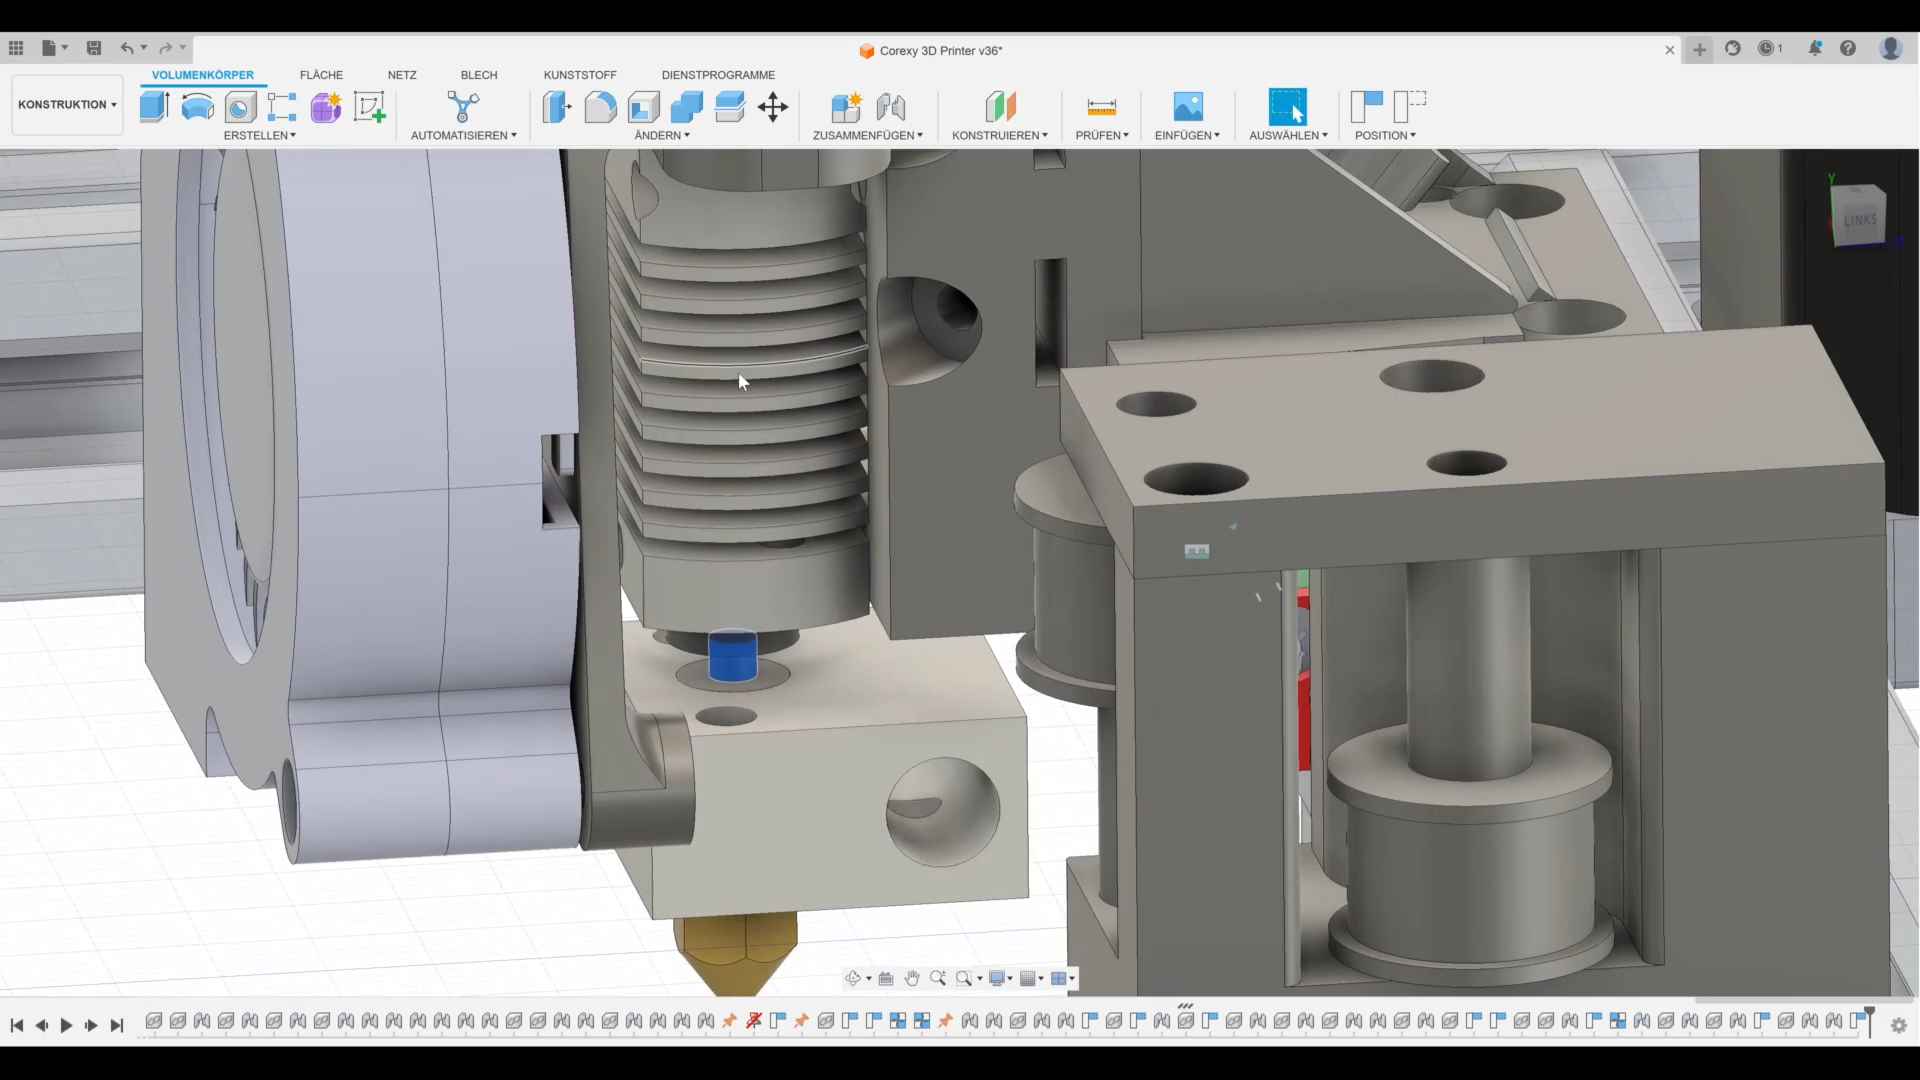 Corexy 3D Printer v36*
1
VOLUMENKÖRPER FLÄCHE NETZ BLECH KUNSTSTOFF DIENSTPROGRAMME
KONSTRUKTION
ERSTELLEN AUTOMATISIEREN ÄNDERN ZUSAMMENFÜGEN KONSTRUIEREN PRÜFEN EINFÜGEN AUSWÄHLEN POSITION
Y
LINKS
Z